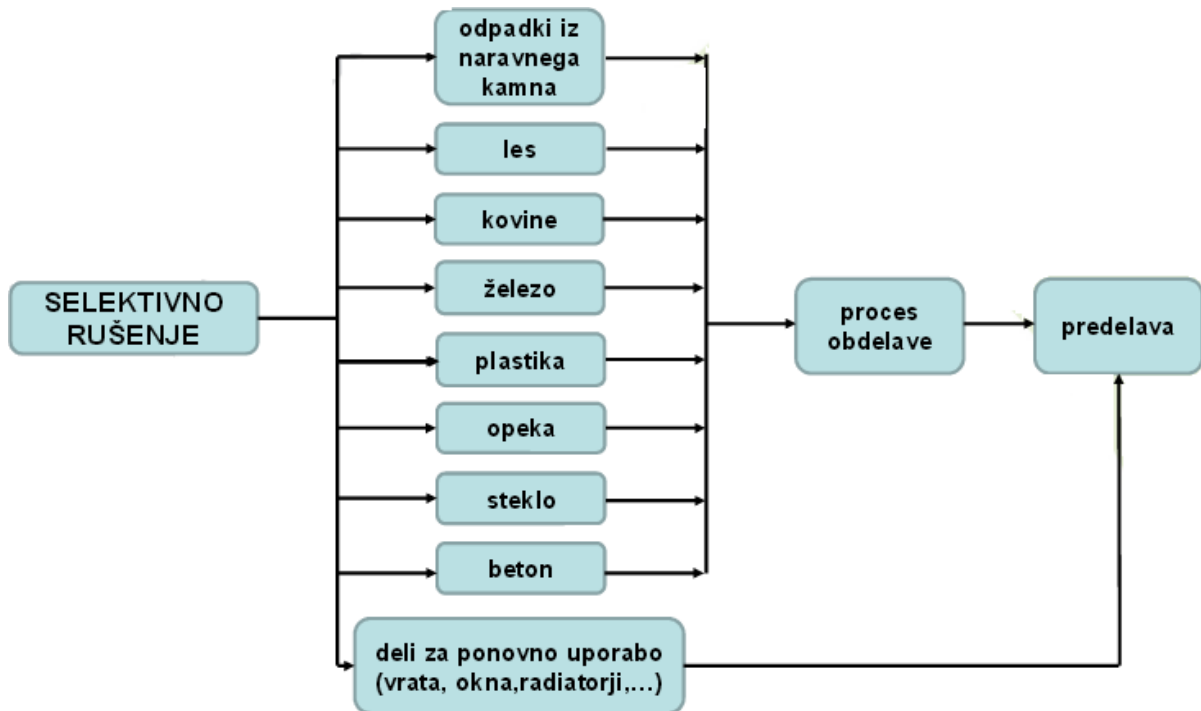 odpadki iz
naravnega
kamna
les
kovine
železo
SELEKTIVNO
RUŠENJE
proces
obdelave
predelava
plastika
opeka
steklo
beton
deli za ponovno uporabo
(vrata, okna,radiatorji,...)